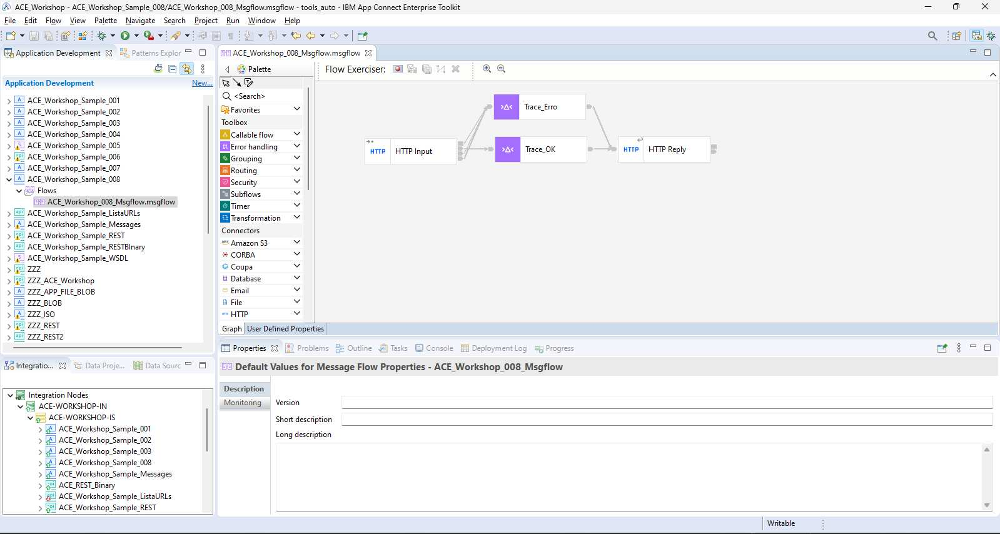 ACE_Workshop - ACE_Workshop_Sample_008/ACE_Workshop_008_Msgflow.msgflow - tools_auto - IBM App Connect Enterprise Toolkit
File Edit Flow View Palette Navigate Search Project Run Window Help
Application Development
Patterns Explor
Application Development
New...
ACE_Workshop_Sample_001
ACE_Workshop_Sample_002
ACE_Workshop_Sample_003
ACE_Workshop_Sample_004
ACE_Workshop_Sample_005
ACE_Workshop_Sample_006
ACE_Workshop_Sample_007
ACE_Workshop_Sample_008
Flows
ACE_Workshop_008_Msgflow.msgflow
ACE_Workshop_Sample_ListaURLs
ACE_Workshop_Sample_Messages
ACE_Workshop_Sample_REST
ACE_Workshop_Sample_RESTBInary
ACE_Workshop_Sample_WSDL
ZZZ
ZZZ_ACE_Workshop
ZZZ_APP_FILE_BLOB
ZZZ_BLOB
ZZZ_ISO
ZZZ_REST
ZZZ_REST2
Integratio...
Data Proje...
Data Sourc
Integration Nodes
ACE-WORKSHOP-IN
ACE-WORKSHOP-IS
ACE_Workshop_Sample_001
ACE_Workshop_Sample_002
ACE_Workshop_Sample_003
ACE_Workshop_Sample_008
ACE_Workshop_Sample_Messages
ACE_REST_Binary
ACE_Workshop_Sample_ListaURLs
ACE_Workshop_Sample_REST
ACE_Workshop_008_Msgflow.msgflow
Palette
<Search>
Favorites
Toolbox
Callable flow
Error handling
Grouping
Routing
Security
Subflows
Timer
Transformation
Connectors
Amazon S3
CORBA
Coupa
Database
Email
File
HTTP
Flow Exerciser:
Trace_Erro
HTTP HTTP Input
Trace_OK
HTTP HTTP Reply
Graph
User Defined Properties
Properties
Problems
Outline
Tasks
Console
Deployment Log
Progress
Default Values for Message Flow Properties - ACE_Workshop_008_Msgflow
Description
Monitoring
Version
Short description
Long description
Writable